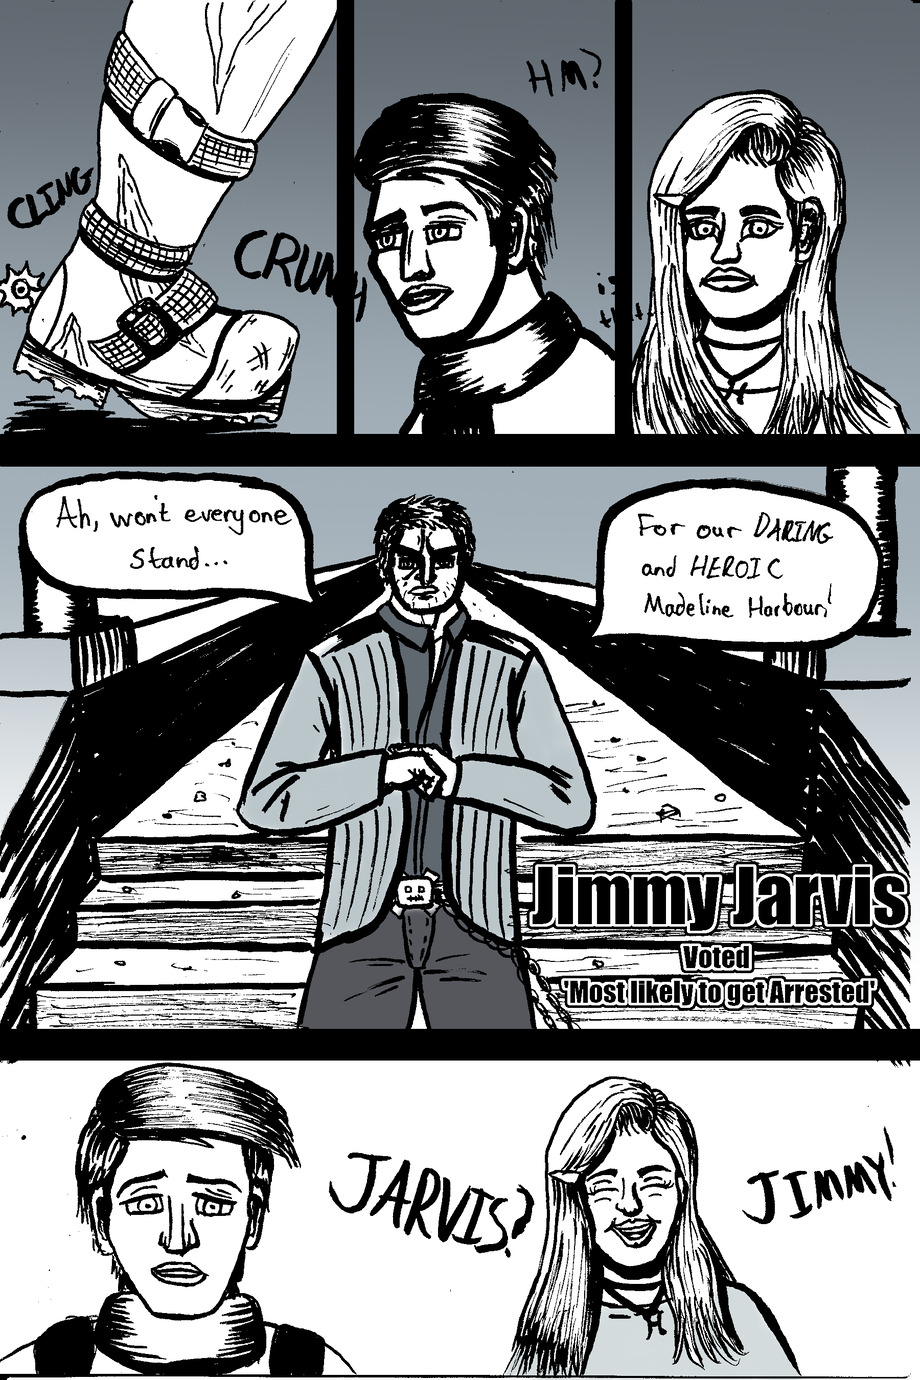 CLING
CRUNCH
HM?
Ah, won't everyone
Stand...
For our DARING
and HEROIC
Madeline Harbour!
Jimmy Jarvis
Voted
'Most likely to get Arrested'
JARVIS?
JIMMY!